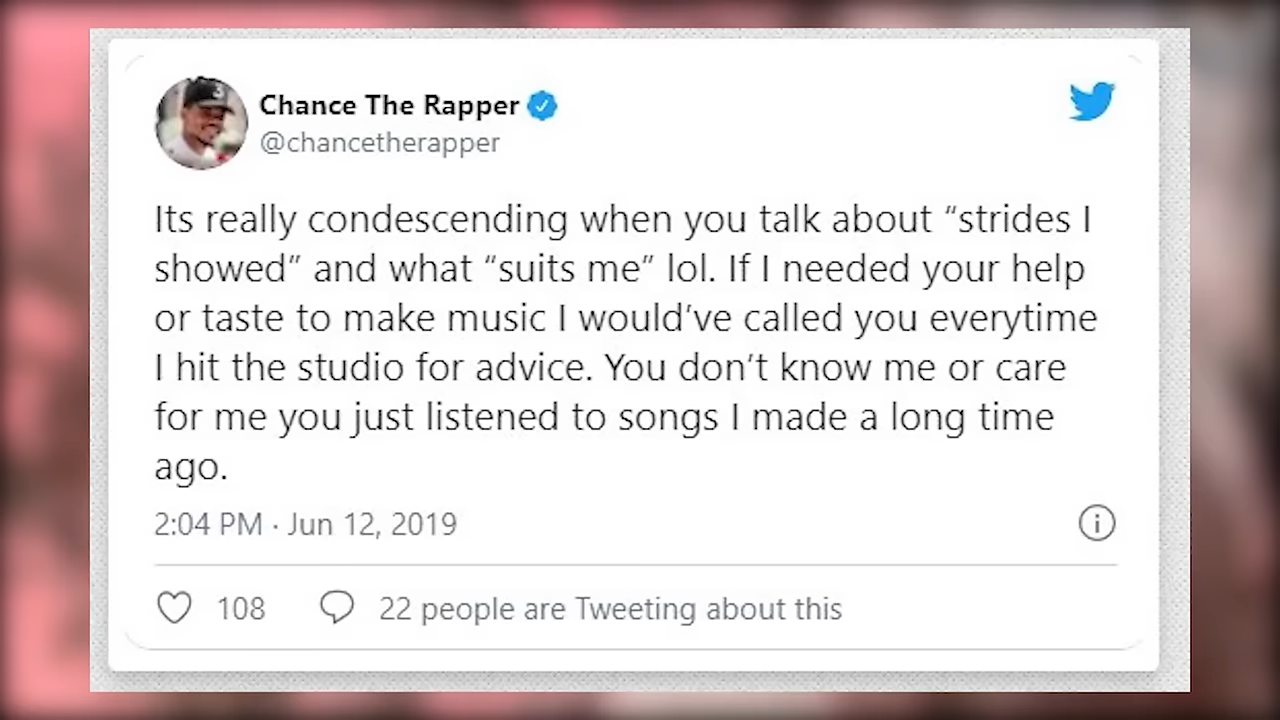 Chance The Rapper
@chancetherapper
Its really condescending when you talk about “strides I
showed” and what “suits me” lol. If I needed your help
or taste to make music I would’ve called you everytime
I hit the studio for advice. You don’t know me or care
for me you just listened to songs I made a long time
ago.
2:04 PM · Jun 12, 2019
108 22 people are Tweeting about this